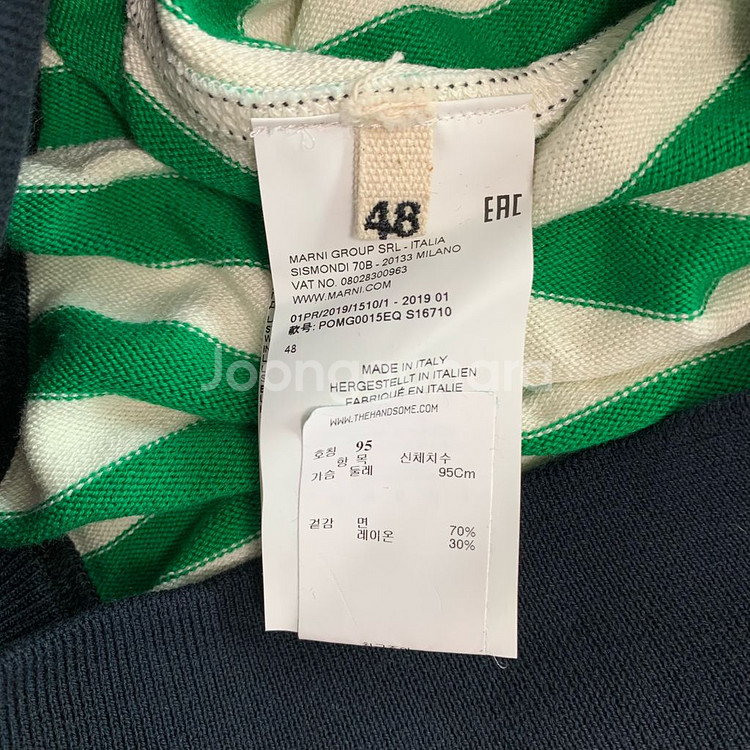 48
EAC
MARNI GROUP SRL - ITALIA
SISMONDI 70B - 20133 MILANO
VAT NO. 08028300963
WWW.MARNI.COM
01PR/2019/1510/1 - 2019 01
款号: POMG0015EQ S16710
48
MADE IN ITALY
HERGESTELLT IN ITALIEN
FABRIQUÉ EN ITALIE
WWW.THEHANDSOME.COM
호칭 95
항 목 신체치수
가슴 둘레 95Cm
겉감 면 70%
레이온 30%